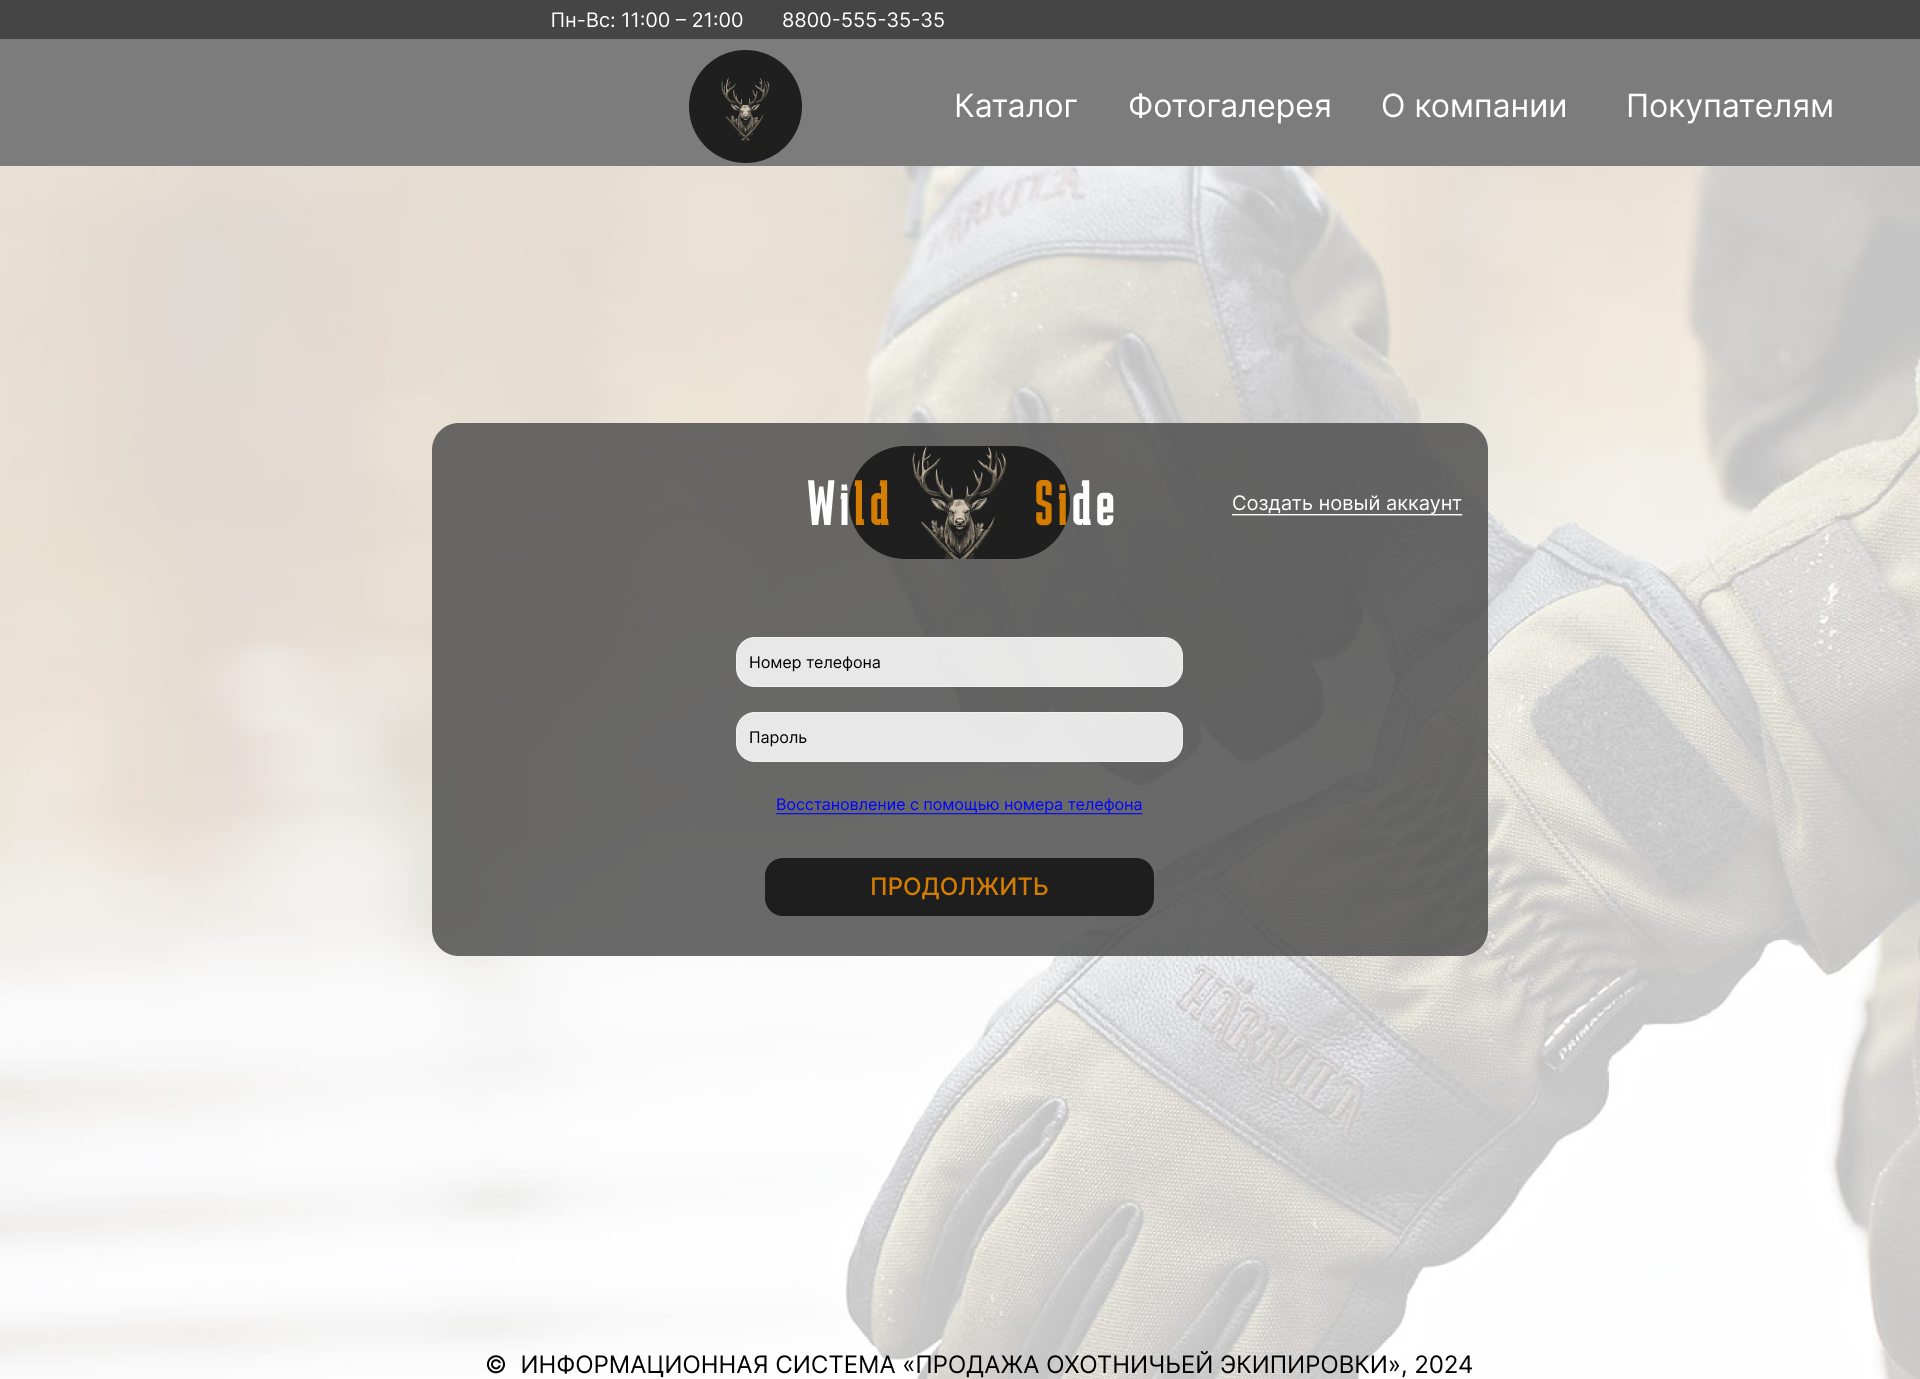 Пн-Вс: 11:00 – 21:00 8800-555-35-35
Каталог Фотогалерея О компании Покупателям
HÄRKILA
Wild Side
Создать новый аккаунт
Номер телефона
Пароль
Восстановление с помощью номера телефона
ПРОДОЛЖИТЬ
HÄRKILA
PRIMALOFT
© ИНФОРМАЦИОННАЯ СИСТЕМА «ПРОДАЖА ОХОТНИЧЬЕЙ ЭКИПИРОВКИ», 2024